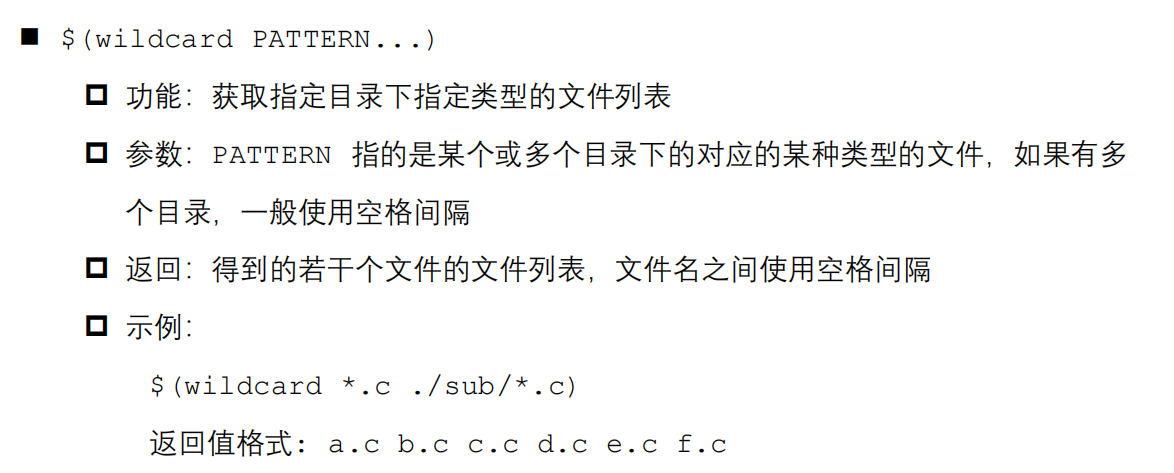 ■ $(wildcard PATTERN...)
功能：获取指定目录下指定类型的文件列表
参数：PATTERN 指的是某个或多个目录下的对应的某种类型的文件，如果有多
个目录，一般使用空格间隔
返回：得到的若干个文件的文件列表，文件名之间使用空格间隔
示例：
$(wildcard *.c ./sub/*.c)
返回值格式: a.c b.c c.c d.c e.c f.c